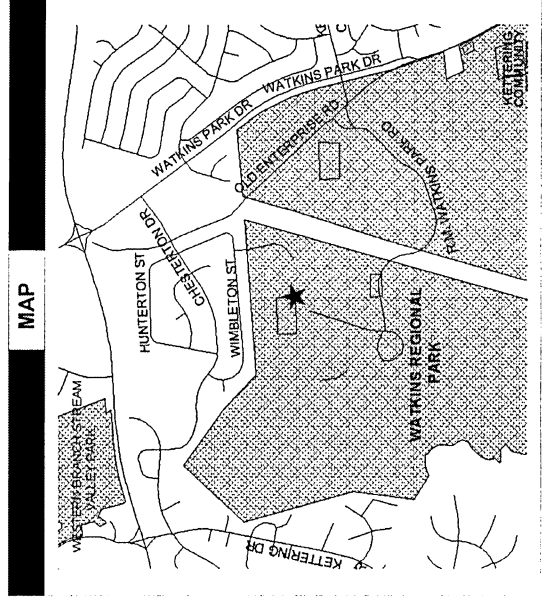 MAP
WESTERN BRANCH STREAM
VALLEY PARK
HUNTERTON ST
CHESTERTON DR
WIMBLETON ST
WATKINS PARK DR
WATKINS PARK DR
OLD ENTERPRISE RD
R.M. WATKINS PARK RD
WATKINS REGIONAL
PARK
KETTERING DR
KETTERING
COMMUNITY